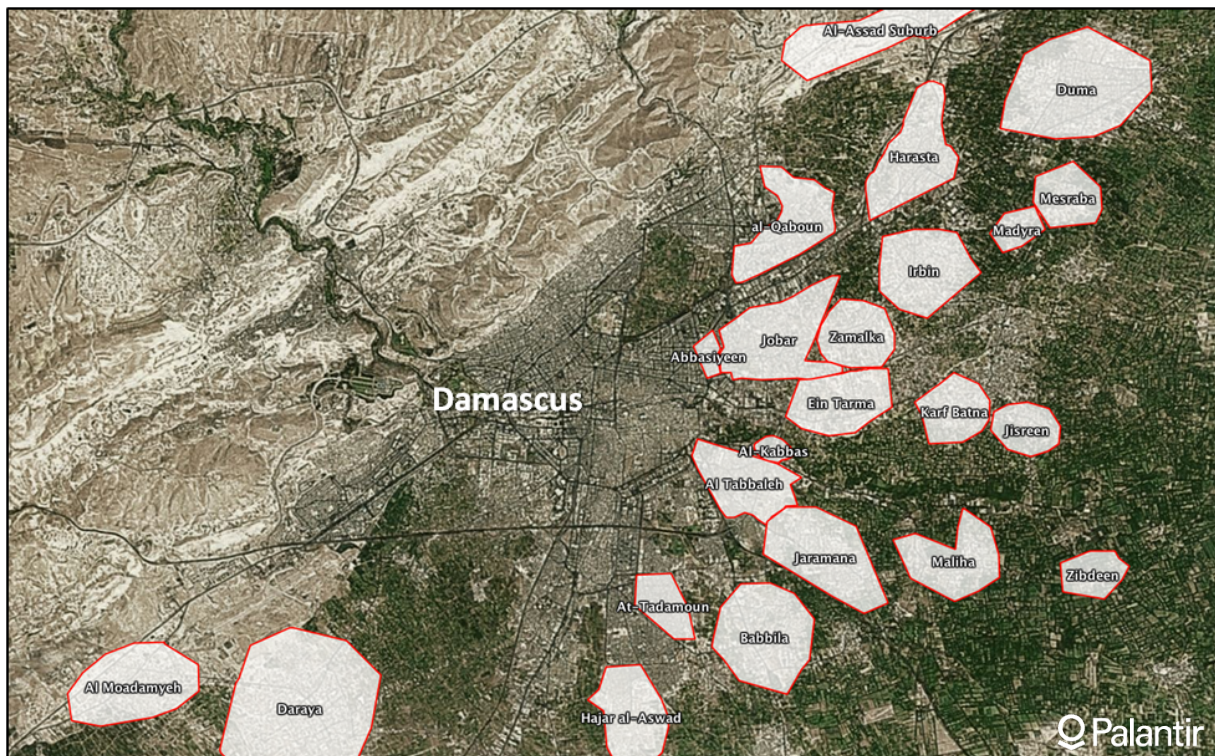 Al-Assad Suburb
Duma
Harasta
Mesraba
al-Qaboun
Madyra
Irbin
Jobar
Zamalka
Abbasiyeen
Damascus
Ein Tarma
Karf Batna
Jisreen
Al-Kabbas
Al Tabbaleh
Jaramana
Maliha
Zibdeen
At-Tadamoun
Babbila
Al Moadamyeh
Daraya
Hajar al-Aswad
Palantir